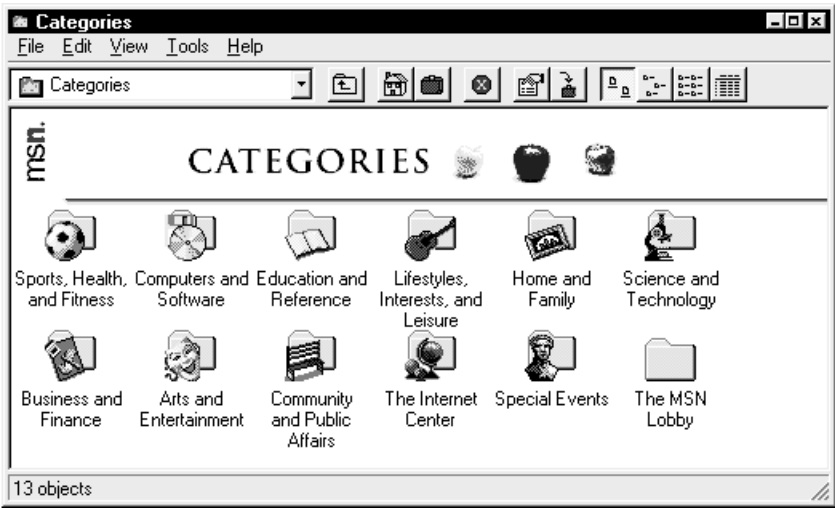 Categories
File Edit View Tools Help
Categories
msn.
CATEGORIES
Sports, Health, and Fitness
Computers and Software
Education and Reference
Lifestyles, Interests, and Leisure
Home and Family
Science and Technology
Business and Finance
Arts and Entertainment
Community and Public Affairs
The Internet Center
Special Events
The MSN Lobby
13 objects